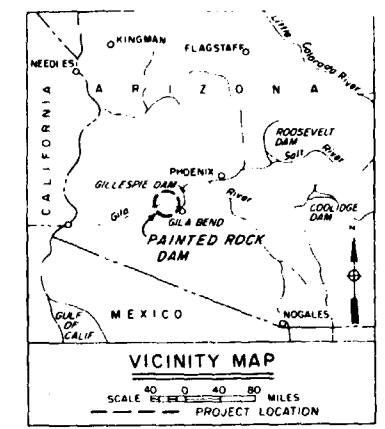 KINGMAN
FLAGSTAFF
NEEDLES
Little Colorado River
ARIZONA
CALIFORNIA
ROOSEVELT
DAM
Salt River
PHOENIX
GILLESPIE DAM
River
COOLIDGE
DAM
Gila
GILA BEND
PAINTED ROCK
DAM
N
GULF
OF
CALIF
MEXICO
NOGALES
VICINITY MAP
40 0 40 80
SCALE MILES
PROJECT LOCATION